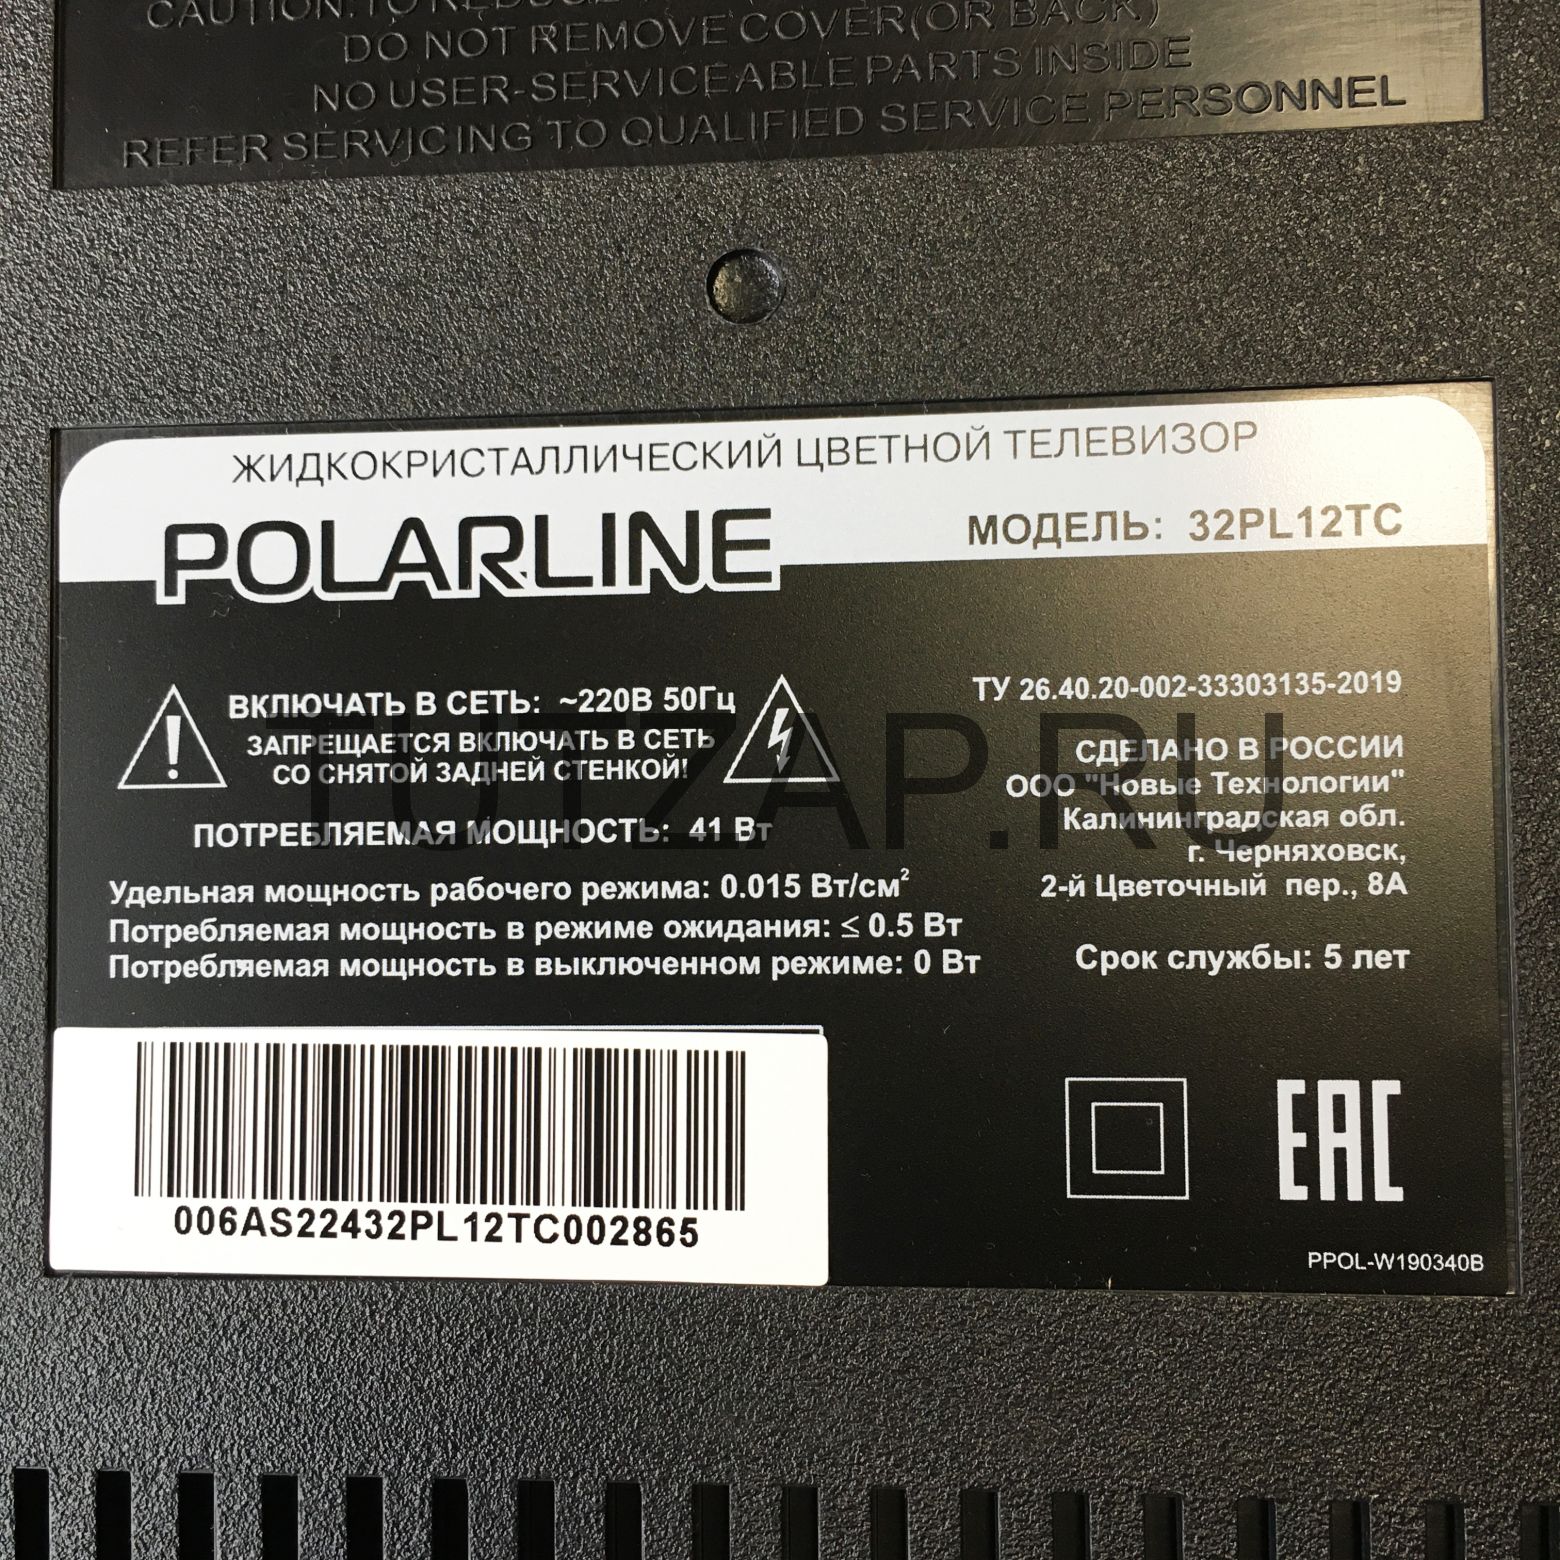 CAUTION:TO REDUCE
DO NOT REMOVE COVER(OR BACK)
NO USER-SERVICEABLE PARTS INSIDE
REFER SERVICING TO QUALIFIED SERVICE PERSONNEL
ЖИДКОКРИСТАЛЛИЧЕСКИЙ ЦВЕТНОЙ ТЕЛЕВИЗОР
POLARLINE
МОДЕЛЬ: 32PL12TC
ВКЛЮЧАТЬ В СЕТЬ: ~220В 50Гц
ЗАПРЕЩАЕТСЯ ВКЛЮЧАТЬ В СЕТЬ
СО СНЯТОЙ ЗАДНЕЙ СТЕНКОЙ!
ПОТРЕБЛЯЕМАЯ МОЩНОСТЬ: 41 Вт
Удельная мощность рабочего режима: 0.015 Вт/см²
Потребляемая мощность в режиме ожидания: ≤ 0.5 Вт
Потребляемая мощность в выключенном режиме: 0 Вт
ТУ 26.40.20-002-33303135-2019
СДЕЛАНО В РОССИИ
ООО "Новые Технологии"
Калининградская обл.
г. Черняховск,
2-й Цветочный пер., 8А
Срок службы: 5 лет
TUTZAP.RU
006AS22432PL12TC002865
EAC
PPOL-W190340B